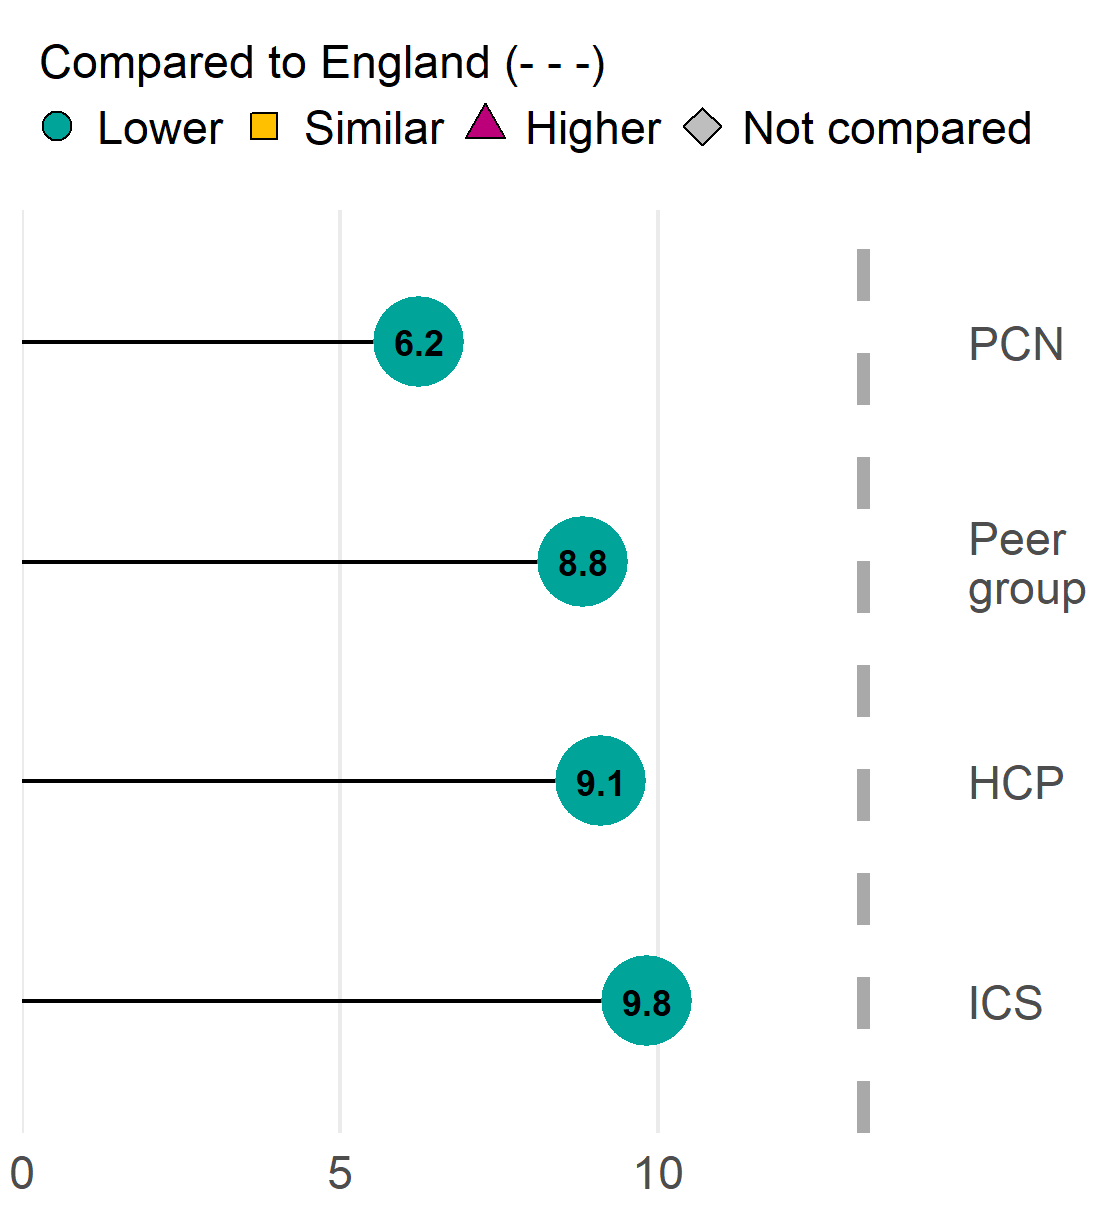 Compared to England (- - -)
Lower Similar Higher Not compared
6.2 PCN
8.8 Peer
group
9.1 HCP
9.8 ICS
0 5 10